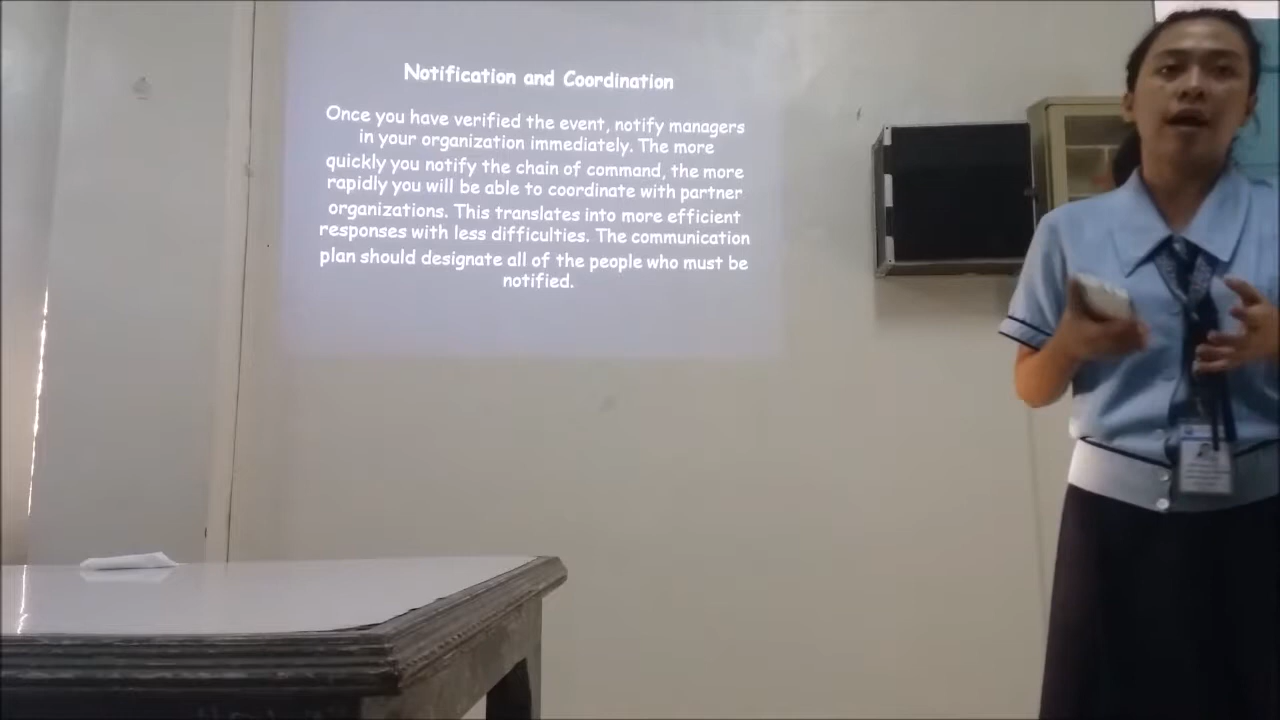 Notification and Coordination
Once you have verified the event, notify managers
in your organization immediately. The more
quickly you notify the chain of command, the more
rapidly you will be able to coordinate with partner
organizations. This translates into more efficient
responses with less difficulties. The communication
plan should designate all of the people who must be
notified.